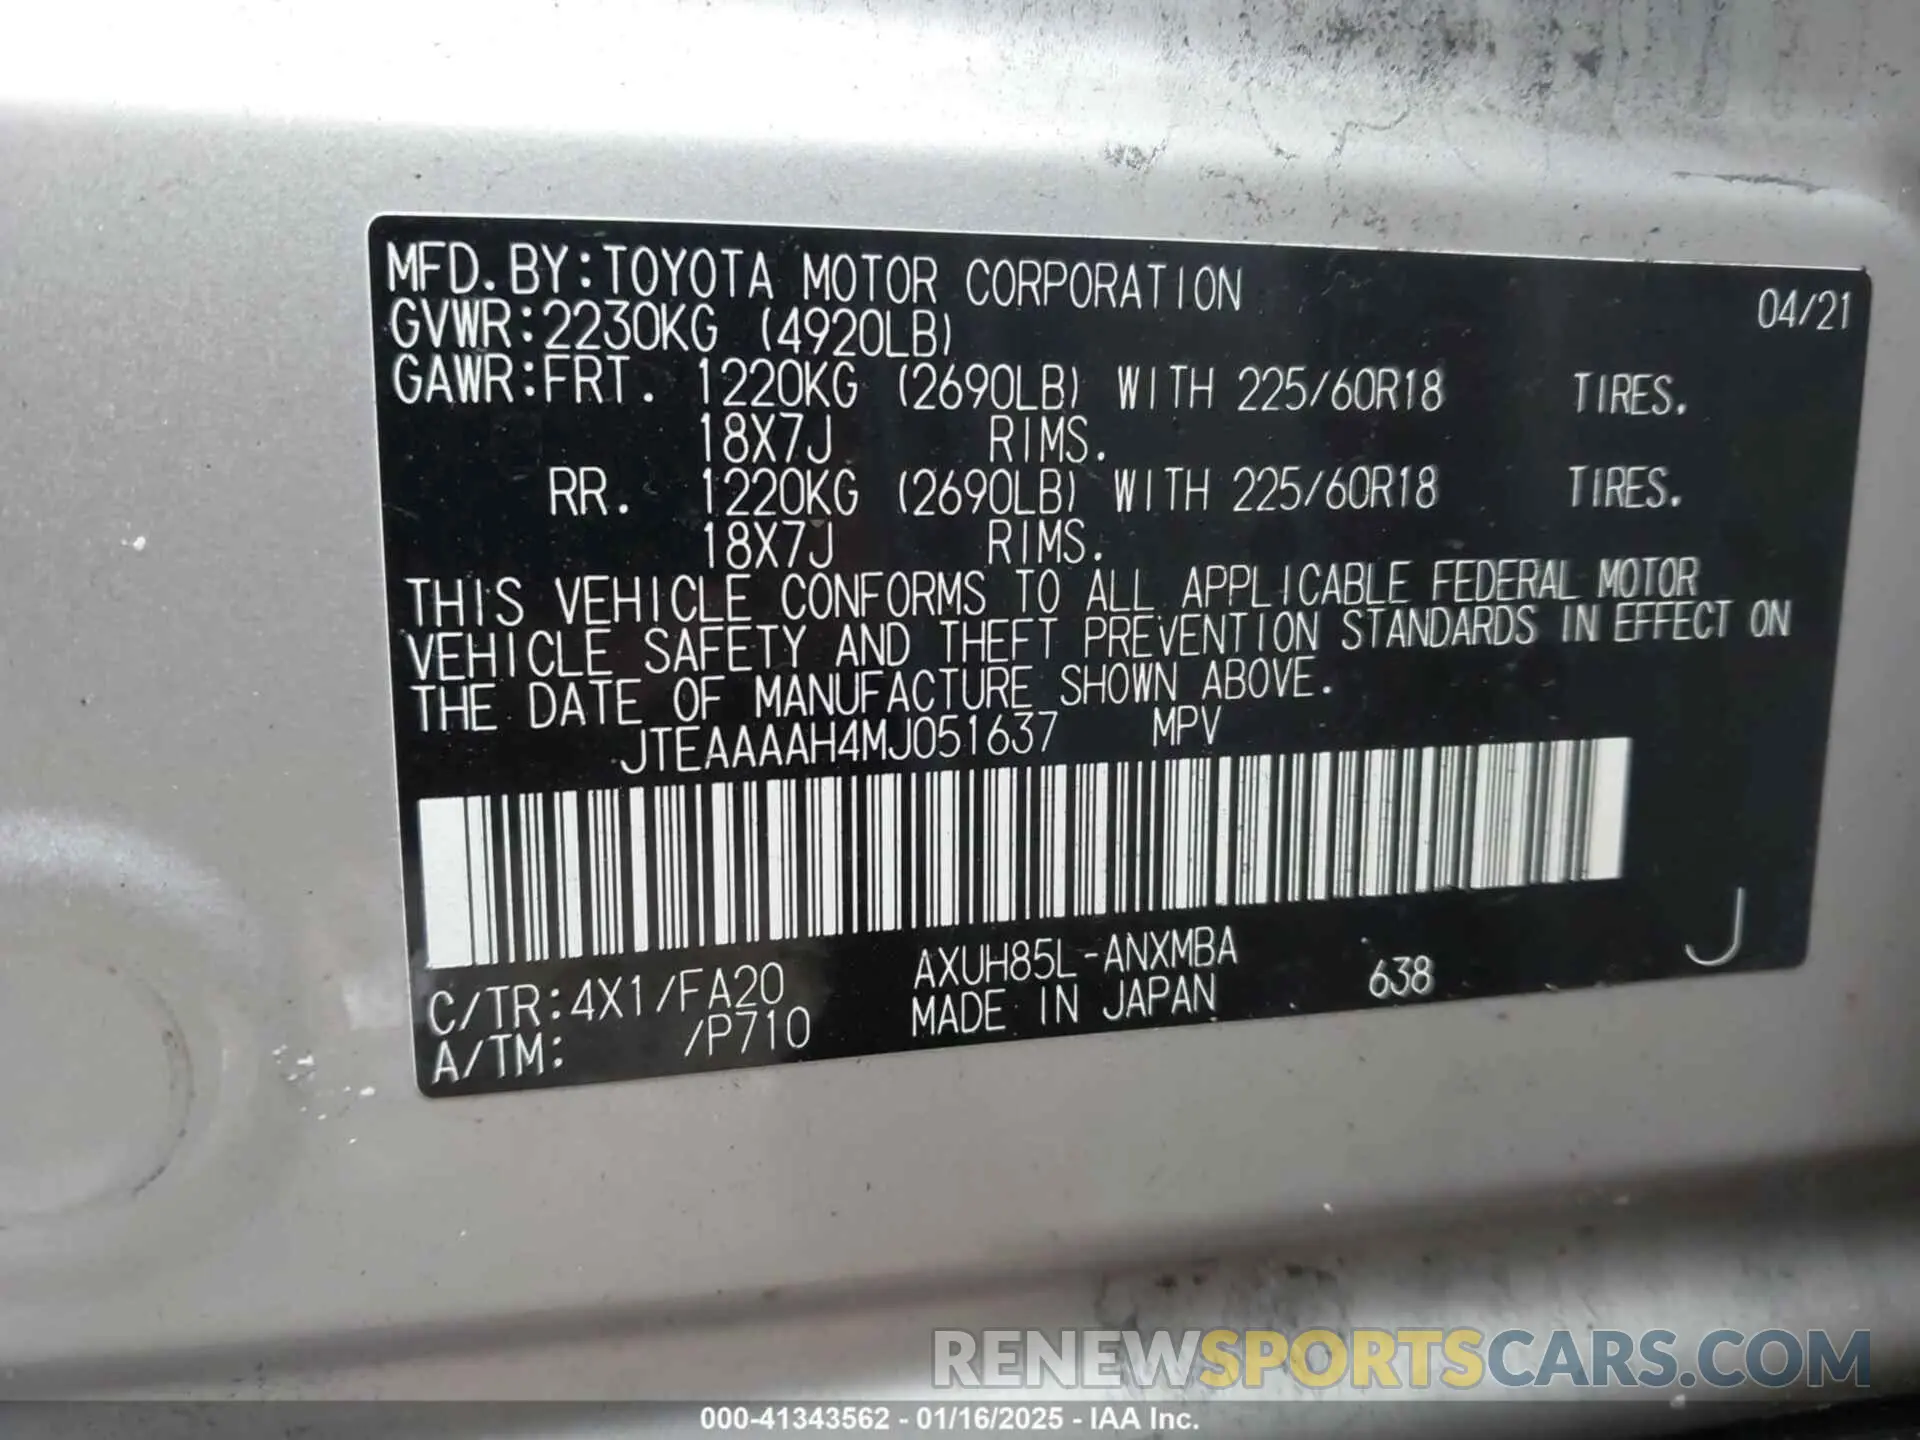 MFD.BY:TOYOTA MOTOR CORPORATION 04/21
GVWR:2230KG (4920LB)
GAWR:FRT. 1220KG (2690LB) WITH 225/60R18 TIRES.
18X7J RIMS.
RR. 1220KG (2690LB) WITH 225/60R18 TIRES.
18X7J RIMS.
THIS VEHICLE CONFORMS TO ALL APPLICABLE FEDERAL MOTOR
VEHICLE SAFETY AND THEFT PREVENTION STANDARDS IN EFFECT ON
THE DATE OF MANUFACTURE SHOWN ABOVE.
JTEAAAAH4MJ051637 MPV
C/TR:4X1/FA20 AXUH85L-ANXMBA 638 J
A/TM: /P710 MADE IN JAPAN
RENEWSPORTSCARS.COM
000-41343562 - 01/16/2025 - IAA Inc.